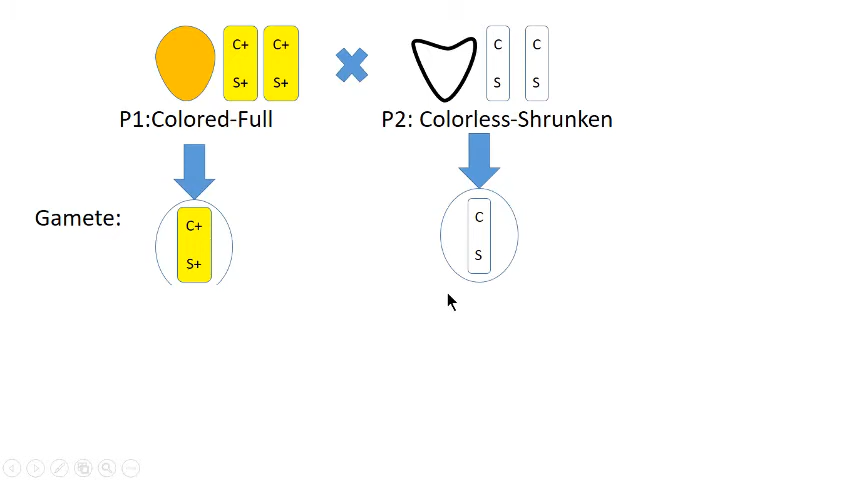 C+ C+ C C
S+ S+ S S
P1:Colored-Full P2: Colorless-Shrunken
Gamete:
C+ C
S+ S